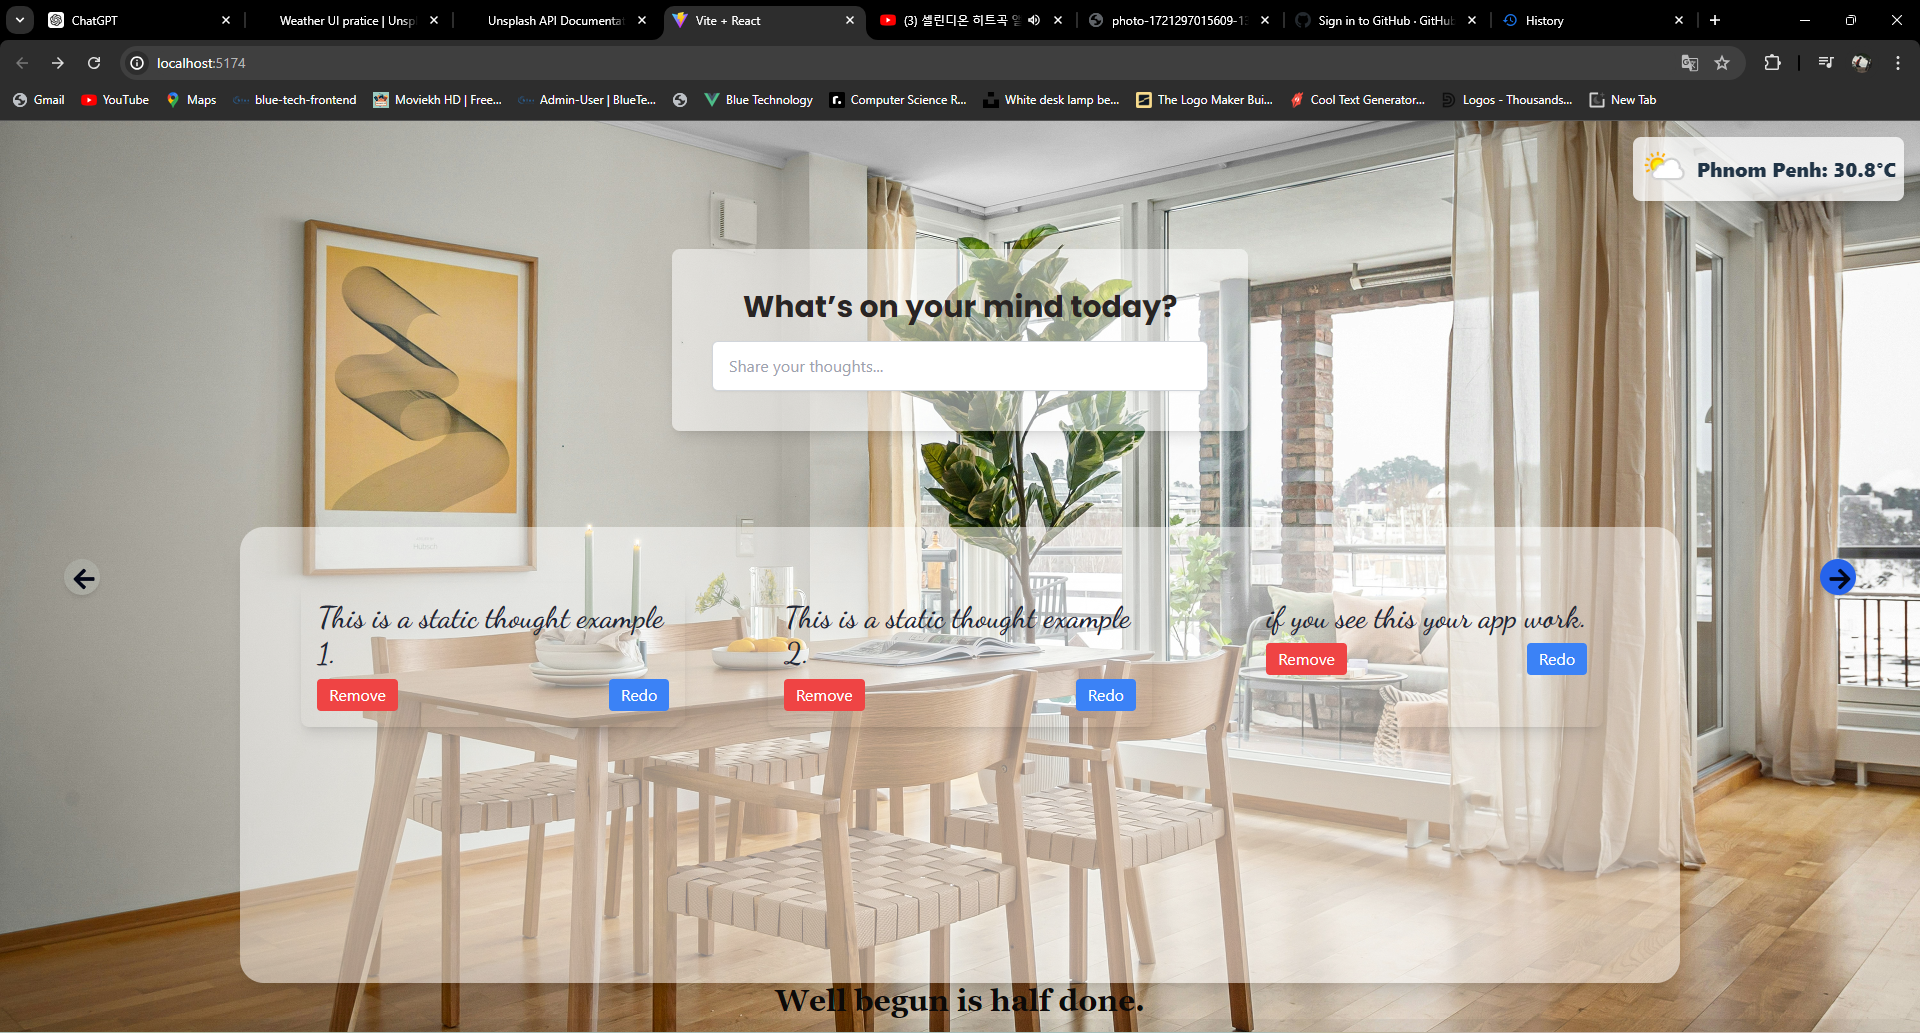 ChatGPT
Weather UI pratice | Unspl
Unsplash API Documentat
Vite + React
(3) 셀린디온 히트곡
photo-1721297015609-1
Sign in to GitHub · GitHub
History
localhost:5174
Gmail
YouTube
Maps
blue-tech-frontend
Moviekh HD | Free...
Admin-User | BlueTe...
Blue Technology
Computer Science R...
White desk lamp be...
The Logo Maker Bui...
Cool Text Generator...
Logos - Thousands...
New Tab
Phnom Penh: 30.8°C
What’s on your mind today?
Share your thoughts...
This is a static thought example
1.
Remove
Redo
This is a static thought example
2.
Remove
Redo
if you see this your app work.
Remove
Redo
Well begun is half done.